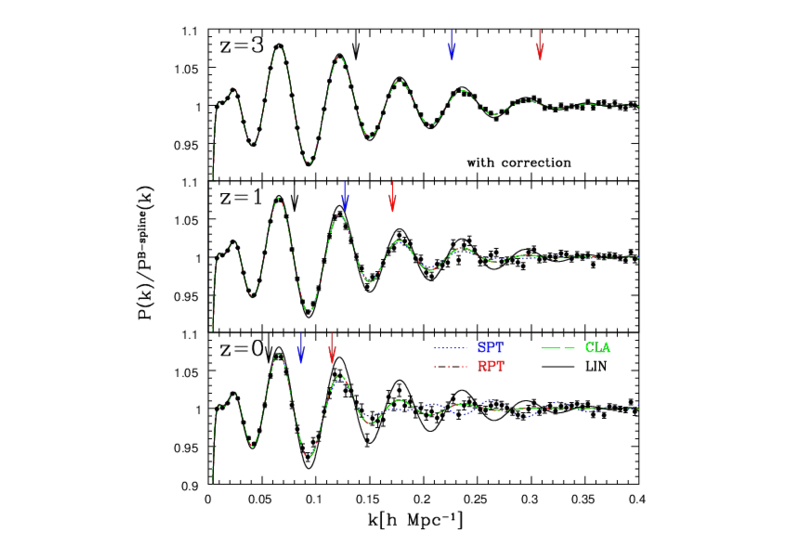 1.1
z=3
1.05
1
0.95
with correction
1.1
z=1
1.05
1
0.95
P(k)/P^B-spline(k)
1.1
z=0
SPT
CLA
RPT
LIN
1.05
1
0.95
0.9
0
0.05
0.1
0.15
0.2
0.25
0.3
0.35
0.4
k[h Mpc⁻¹]